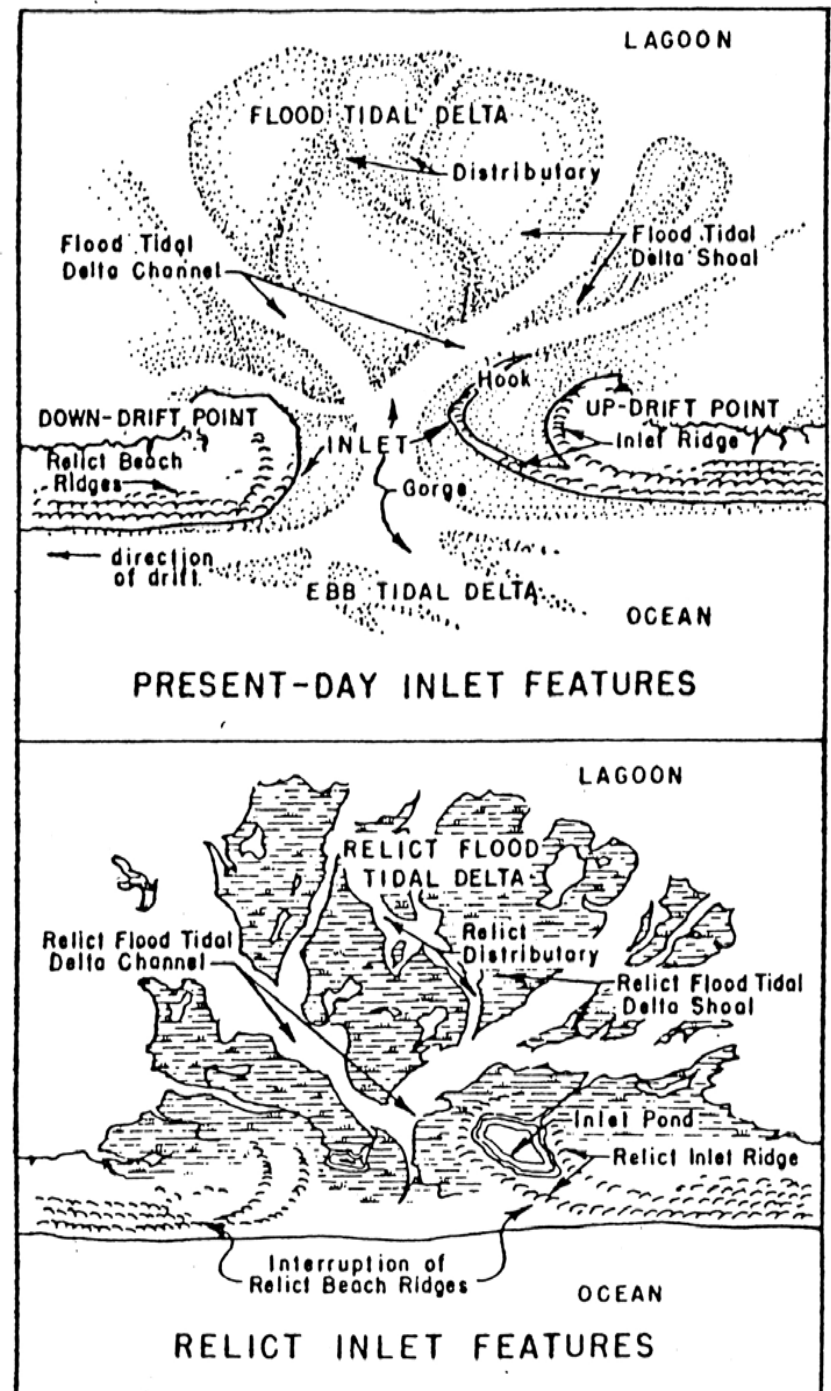 LAGOON
FLOOD TIDAL DELTA
Distributary
Flood Tidal
Delta Channel
Flood Tidal
Delta Shoal
Hook
DOWN-DRIFT POINT
UP-DRIFT POINT
INLET
Inlet Ridge
Relict Beach
Ridges
Gorge
direction
of drift
EBB TIDAL DELTA
OCEAN
PRESENT-DAY INLET FEATURES
LAGOON
RELICT FLOOD
TIDAL DELTA
Relict Flood Tidal
Delta Channel
Relict
Distributary
Relict Flood Tidal
Delta Shoal
Inlet Pond
Relict Inlet Ridge
Interruption of
Relict Beach Ridges
OCEAN
RELICT INLET FEATURES